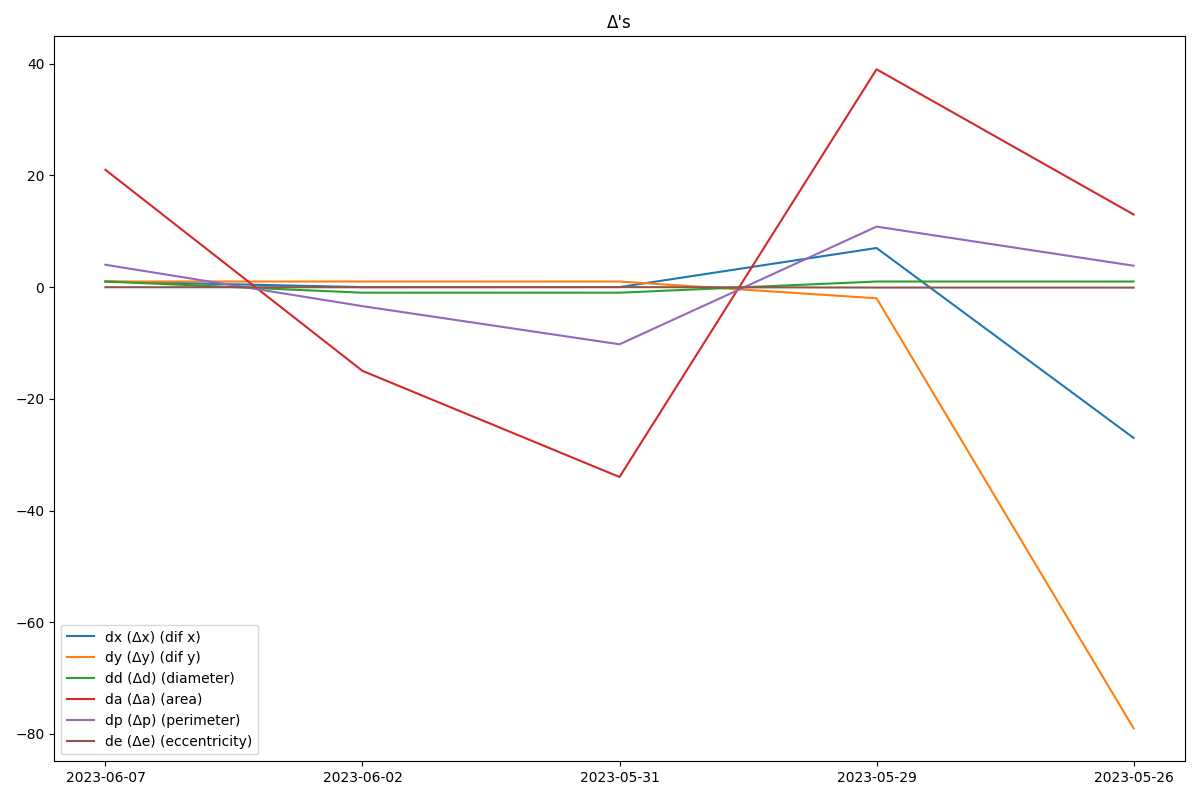 Δ's
40
20
0
−20
−40
−60
−80
dx (Δx) (dif x)
dy (Δy) (dif y)
dd (Δd) (diameter)
da (Δa) (area)
dp (Δp) (perimeter)
de (Δe) (eccentricity)
2023-06-07 2023-06-02 2023-05-31 2023-05-29 2023-05-26